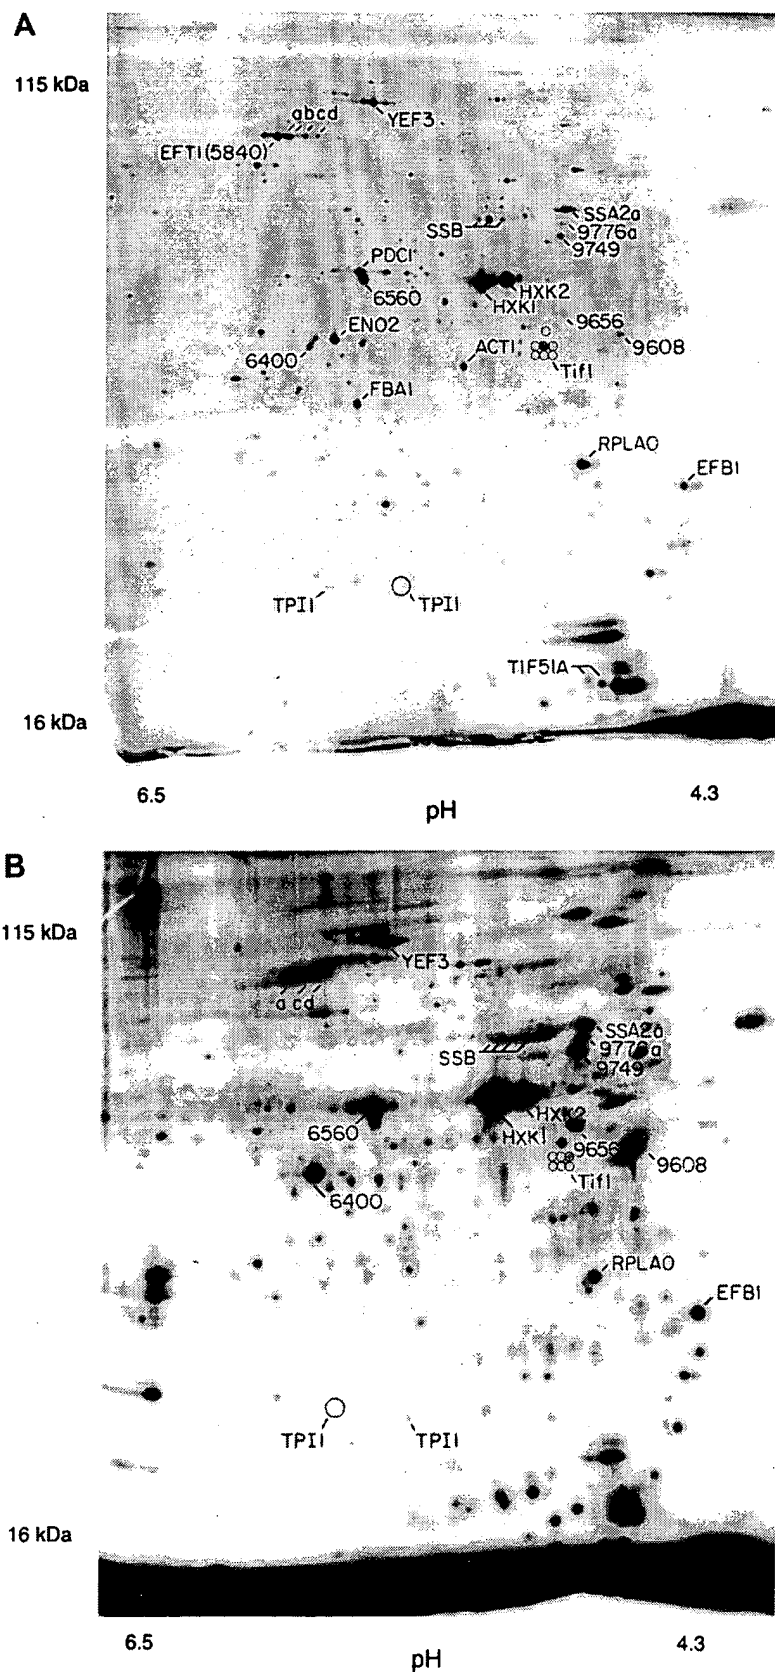 A
115 kDa
abcd
YEF3
EFT1(5840)
SSA2a
9776a
SSB
9749
PDC1
6560
HXK2
HXK1
ENO2
9656
6400
ACT1
9608
Tif1
FBA1
RPLA0
EFB1
TPI1
TPI1
TIF51A
16 kDa
6.5
4.3
pH
B
115 kDa
YEF3
a cd
SSA2a
SSB
9776a
9749
HXK2
6560
HXK1
9656
9608
Tif1
6400
RPLA0
EFB1
TPI1
TPI1
16 kDa
6.5
4.3
pH